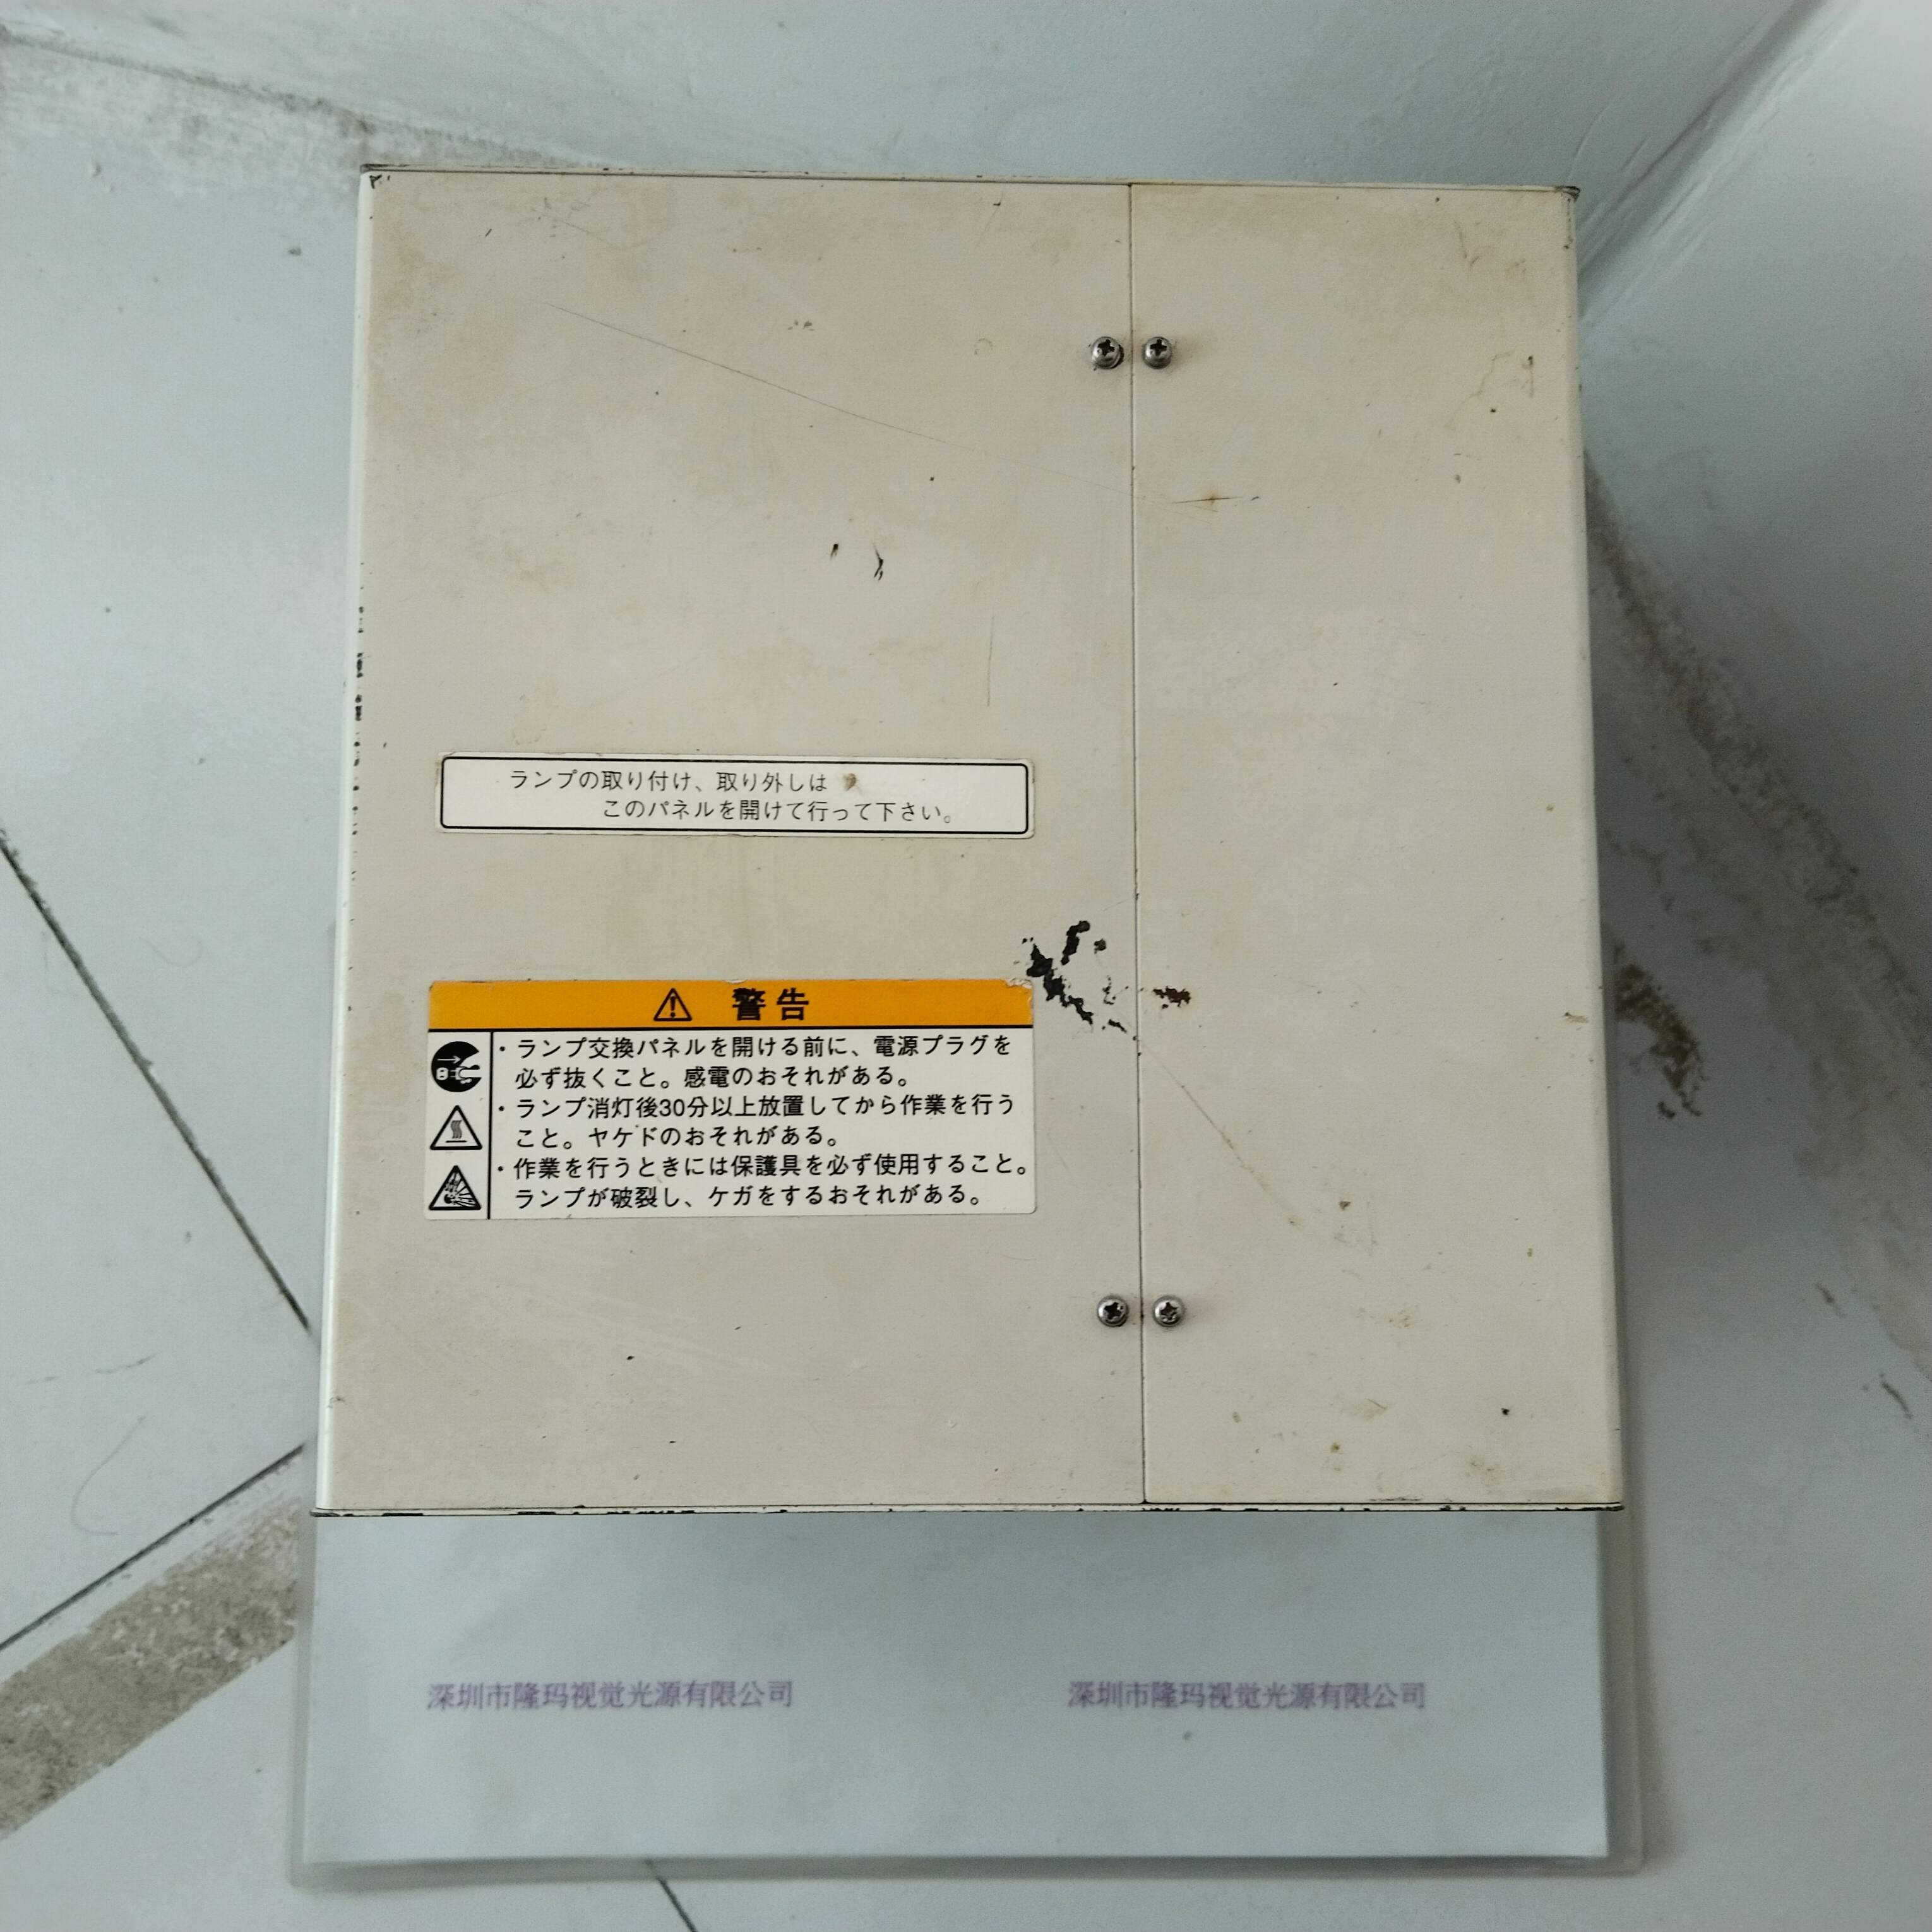 ランプの取り付け、取り外しは
このパネルを開けて行って下さい。
警告
・ランプ交換パネルを開ける前に、電源プラグを
必ず抜くこと。感電のおそれがある。
・ランプ消灯後30分以上放置してから作業を行う
こと。ヤケドのおそれがある。
・作業を行うときには保護具を必ず使用すること。
ランプが破裂し、ケガをするおそれがある。
深圳市隆玛视觉光源有限公司
深圳市隆玛视觉光源有限公司